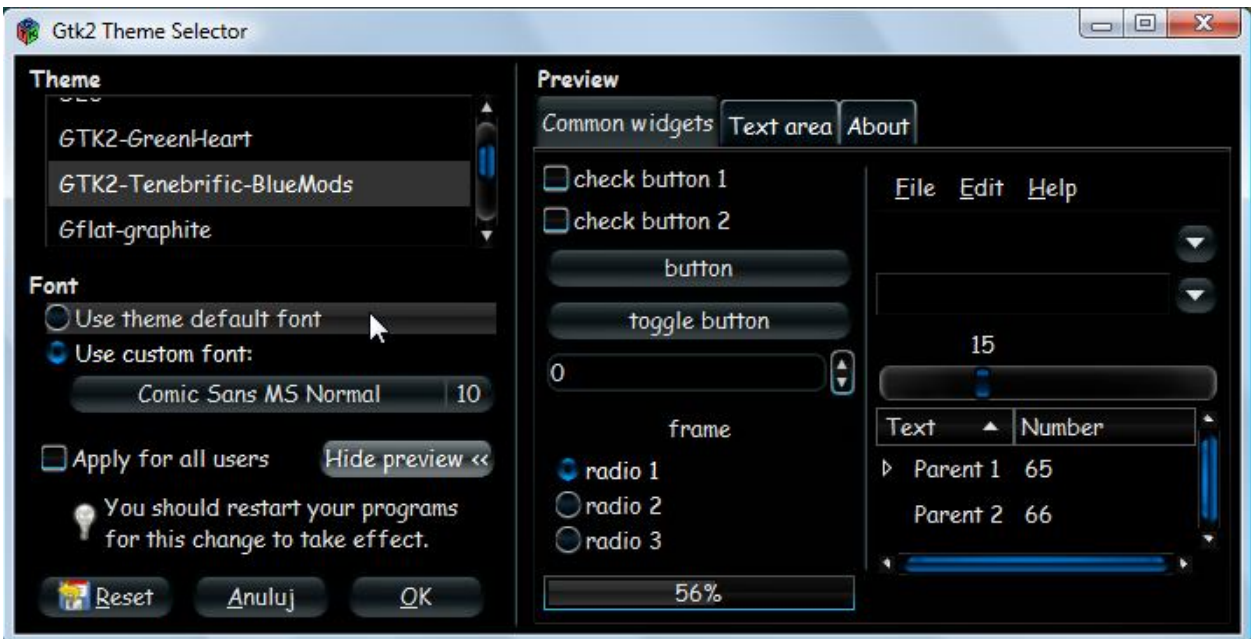 Gtk2 Theme Selector
Theme
GTK2-GreenHeart
GTK2-Tenebrific-BlueMods
Gflat-graphite
Font
Use theme default font
Use custom font:
Comic Sans MS Normal 10
Apply for all users
Hide preview <<
You should restart your programs
for this change to take effect.
Reset Anuluj OK
Preview
Common widgets Text area About
check button 1
check button 2
button
toggle button
0
frame
radio 1
radio 2
radio 3
56%
File Edit Help
15
Text Number
Parent 1 65
Parent 2 66